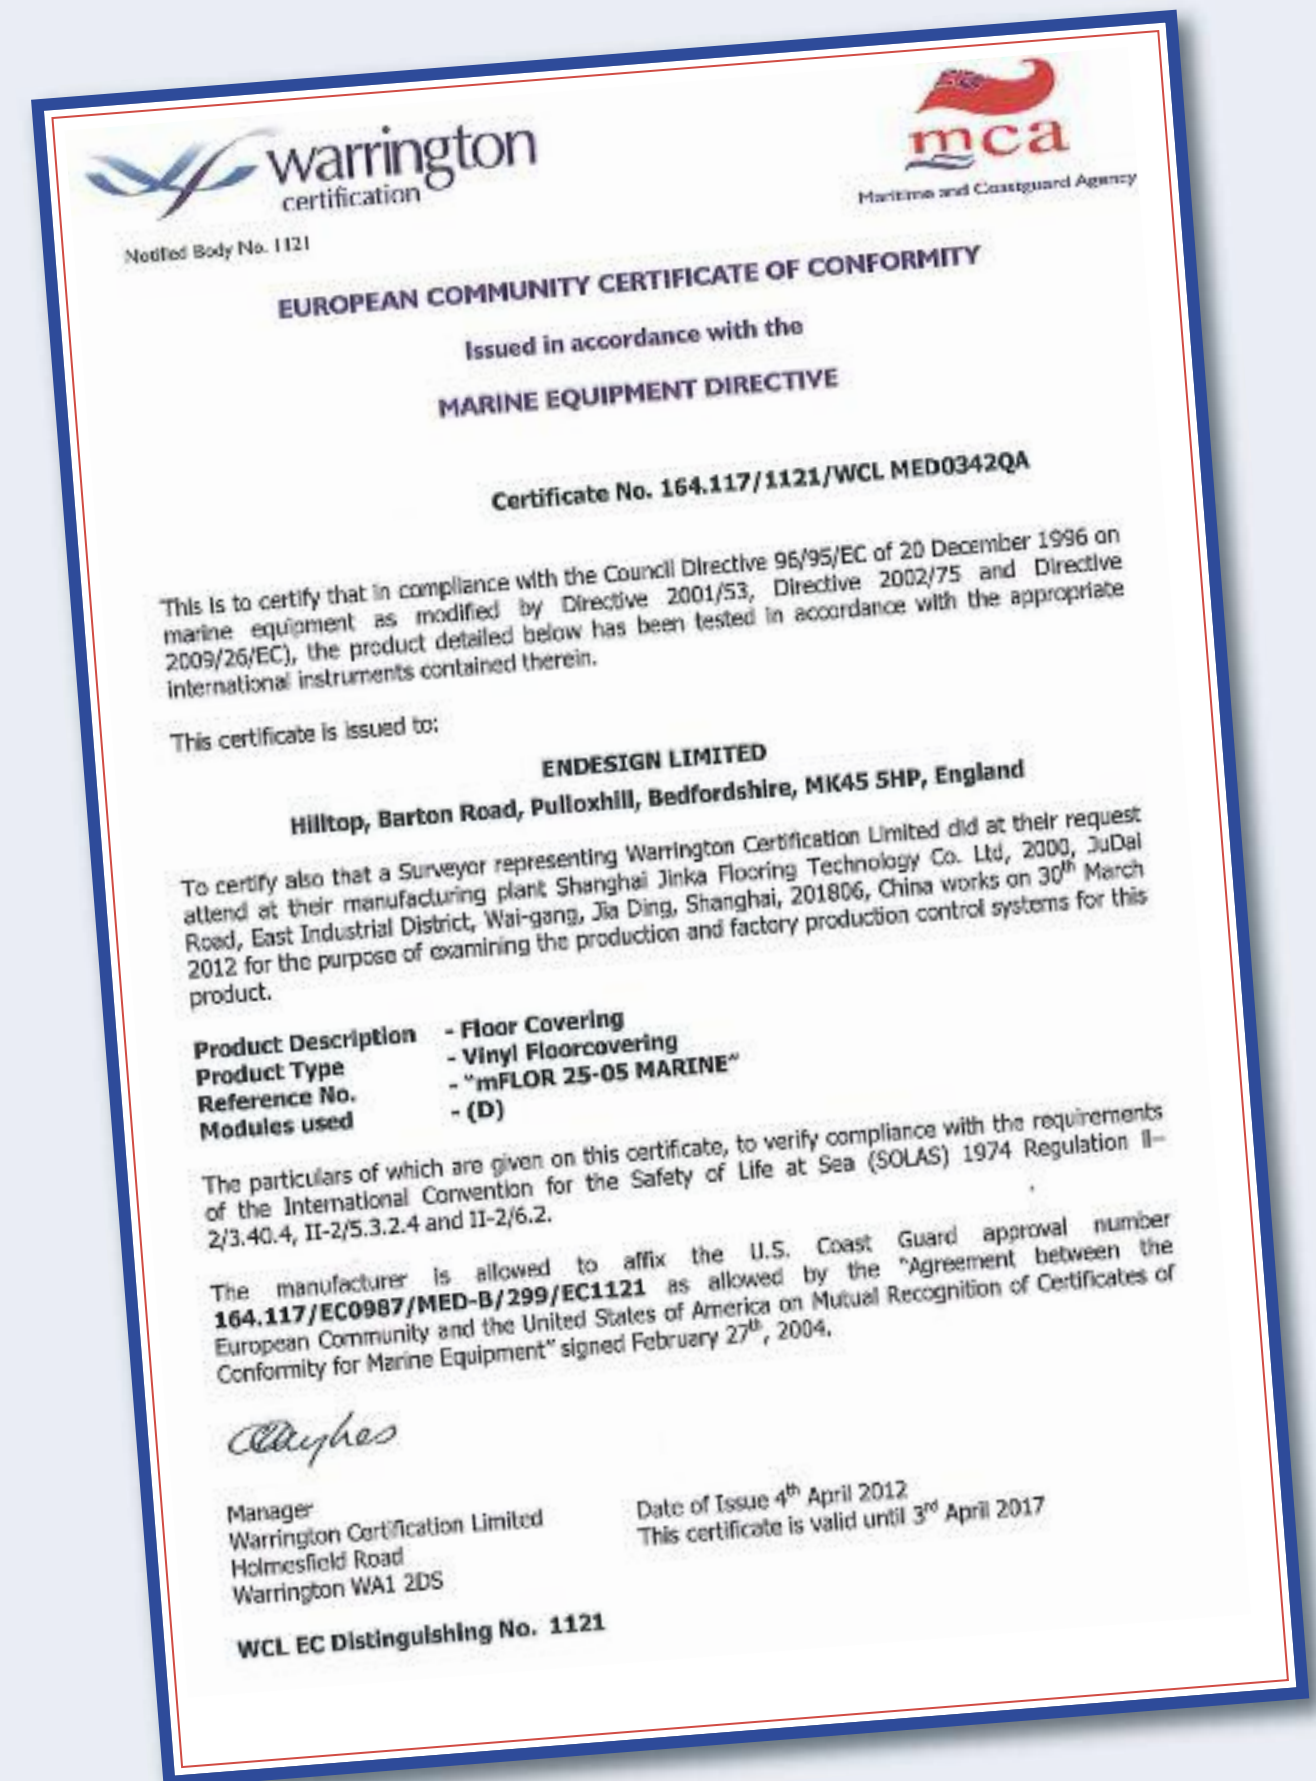 warrington
certification
mca
Maritime and Coastguard Agency
Notified Body No. 1121
EUROPEAN COMMUNITY CERTIFICATE OF CONFORMITY
Issued in accordance with the
MARINE EQUIPMENT DIRECTIVE
Certificate No. 164.117/1121/WCL MED0342QA
This is to certify that in compliance with the Council Directive 96/95/EC of 20 December 1996 on
marine equipment as modified by Directive 2001/53, Directive 2002/75 and Directive
2009/26/EC), the product detailed below has been tested in accordance with the appropriate
international instruments contained therein.
This certificate is issued to:
ENDESIGN LIMITED
Hilltop, Barton Road, Pulloxhill, Bedfordshire, MK45 5HP, England
To certify also that a Surveyor representing Warrington Certification Limited did at their request
attend at their manufacturing plant Shanghai Jinka Flooring Technology Co. Ltd, 2000, JuDai
Road, East Industrial District, Wai-gang, Jia Ding, Shanghai, 201806, China works on 30th March
2012 for the purpose of examining the production and factory production control systems for this
product.
Product Description - Floor Covering
Product Type - Vinyl Floorcovering
Reference No. - "mFLOR 25-05 MARINE"
Modules used - (D)
The particulars of which are given on this certificate, to verify compliance with the requirements
of the International Convention for the Safety of Life at Sea (SOLAS) 1974 Regulation II–
2/3.40.4, II-2/5.3.2.4 and II-2/6.2.
The manufacturer is allowed to affix the U.S. Coast Guard approval number
164.117/EC0987/MED-B/299/EC1121 as allowed by the "Agreement between the
European Community and the United States of America on Mutual Recognition of Certificates of
Conformity for Marine Equipment" signed February 27th, 2004.
Manager
Warrington Certification Limited
Holmesfield Road
Warrington WA1 2DS
Date of Issue 4th April 2012
This certificate is valid until 3rd April 2017
WCL EC Distinguishing No. 1121